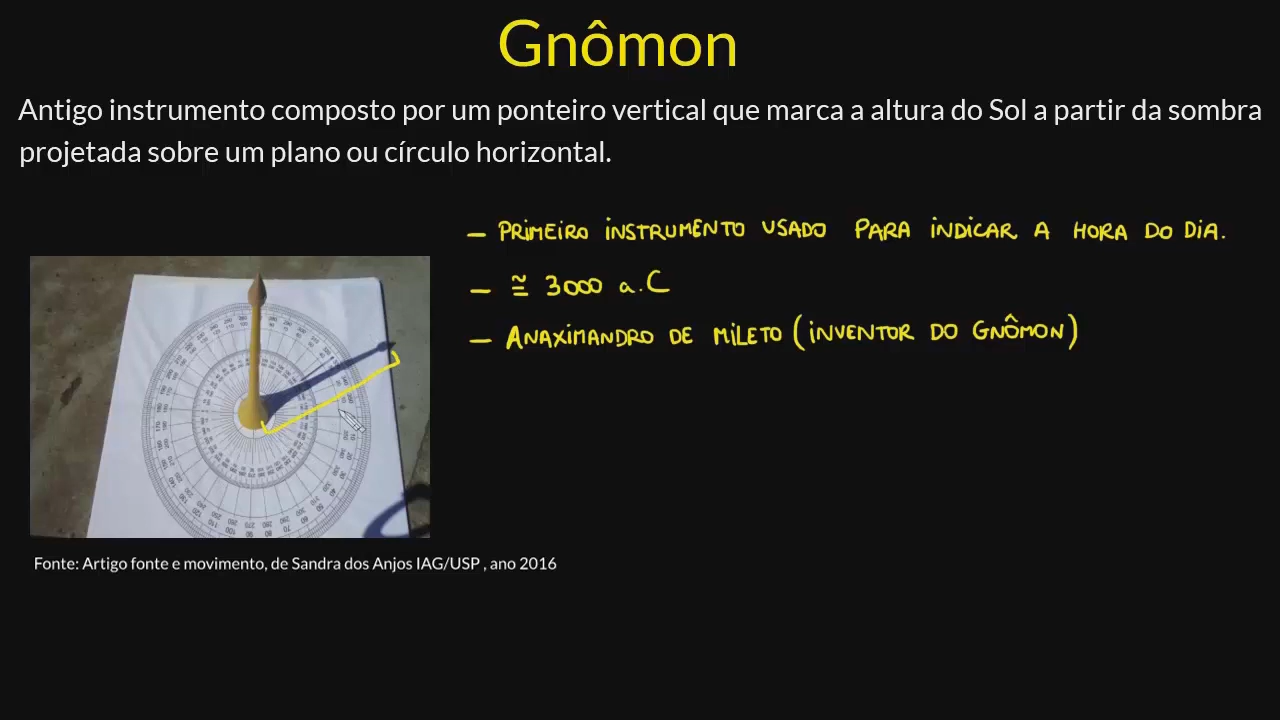 Gnômon
Antigo instrumento composto por um ponteiro vertical que marca a altura do Sol a partir da sombra
projetada sobre um plano ou círculo horizontal.
— PRIMEIRO INSTRUMENTO USADO PARA INDICAR A HORA DO DIA.
— ≅ 3000 a.C
— ANAXIMANDRO DE MILETO (INVENTOR DO GNÔMON)
Fonte: Artigo fonte e movimento, de Sandra dos Anjos IAG/USP , ano 2016